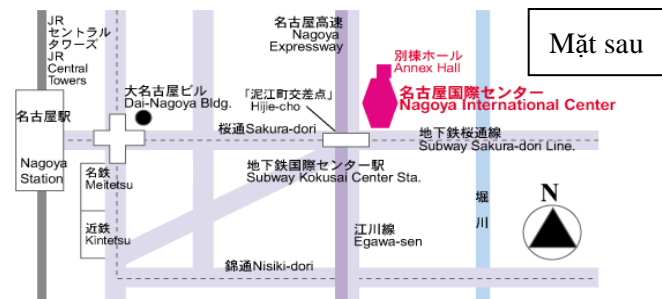 JR
セントラル
タワーズ
JR
Central
Towers
名古屋高速
Nagoya
Expressway
別棟ホール
Annex Hall
Mặt sau
名古屋国際センター
Nagoya International Center
大名古屋ビル
Dai-Nagoya Bldg.
「泥江町交差点」
Hijie-cho
名古屋駅
桜通Sakura-dori
地下鉄桜通線
Subway Sakura-dori Line.
Nagoya
Station
名鉄
Meitetsu
地下鉄国際センター駅
Subway Kokusai Center Sta.
近鉄
Kintetsu
江川線
Egawa-sen
堀川
N
錦通Nisiki-dori